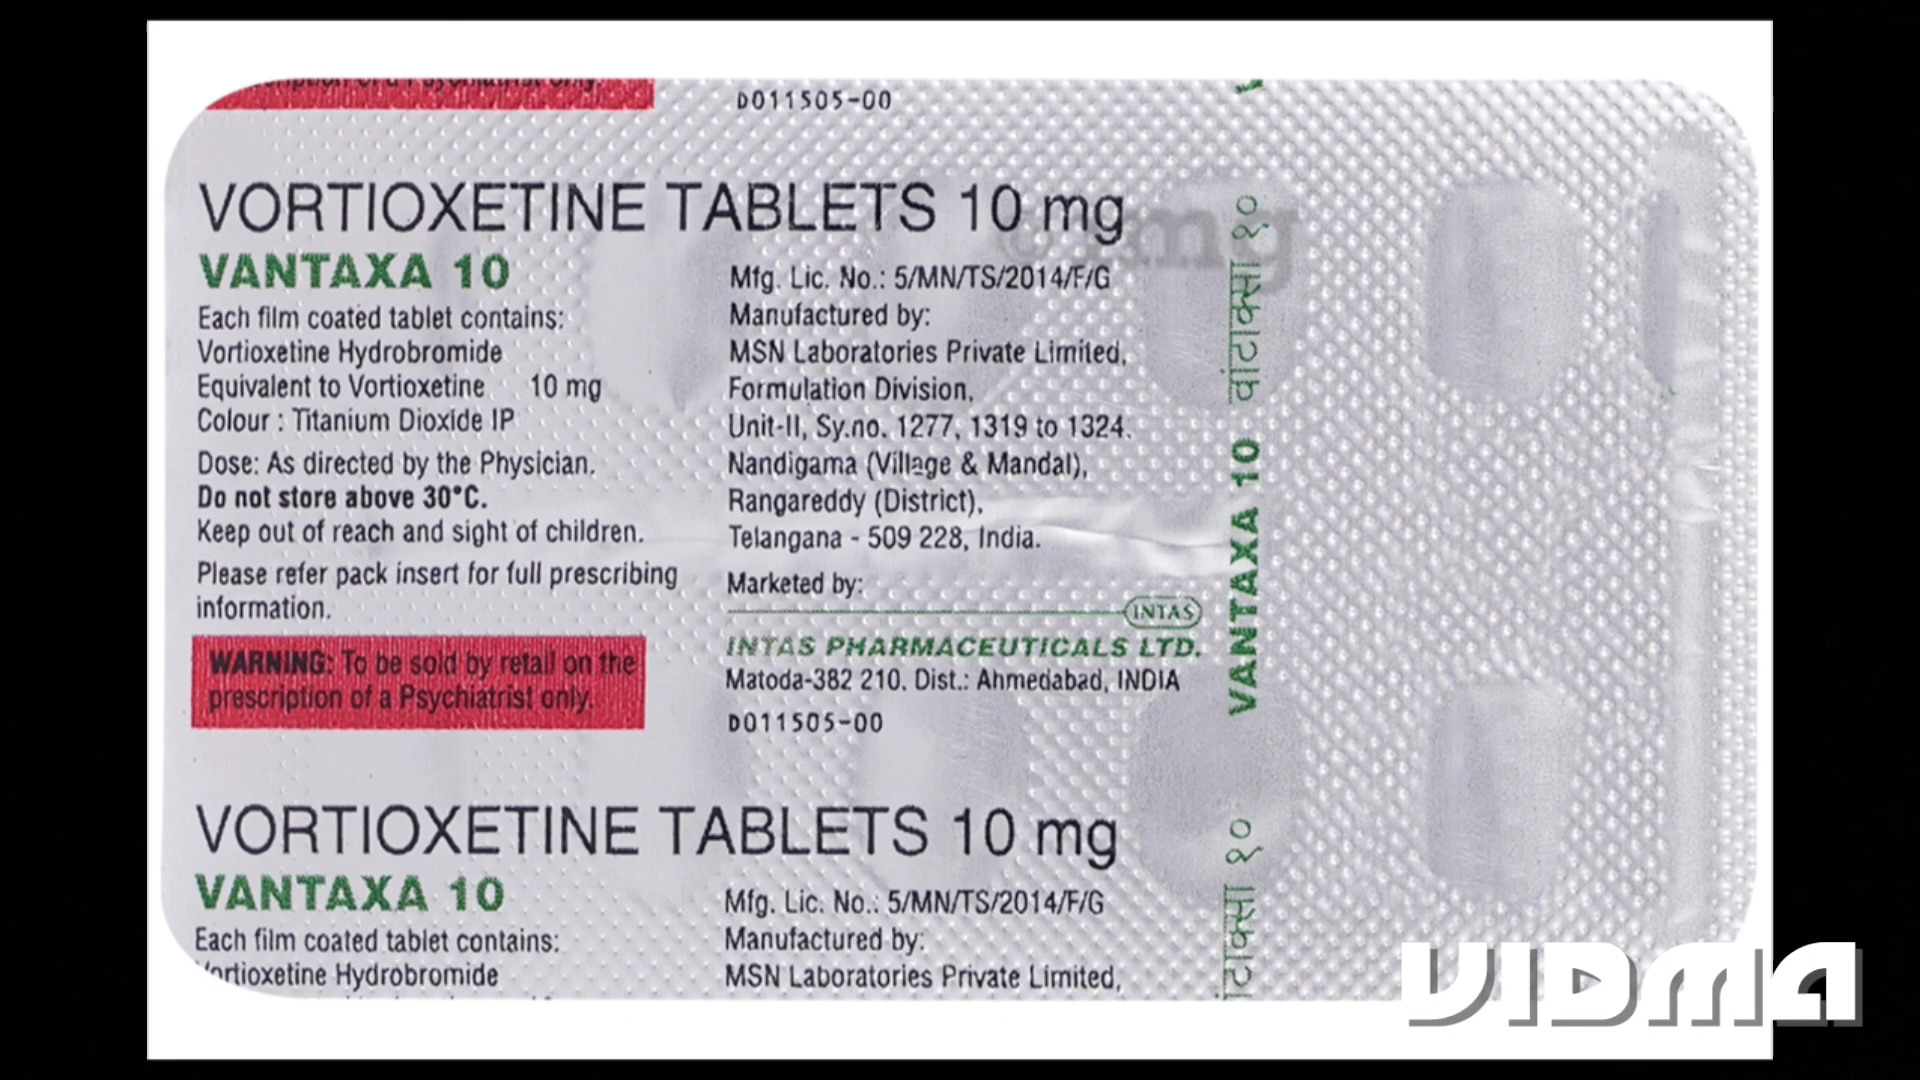 prescription of a Psychiatrist only.
D011505-00
VORTIOXETINE TABLETS 10 mg
VANTAXA 10
Each film coated tablet contains:
Vortioxetine Hydrobromide
Equivalent to Vortioxetine 10 mg
Colour : Titanium Dioxide IP
Dose: As directed by the Physician.
Do not store above 30°C.
Keep out of reach and sight of children.
Please refer pack insert for full prescribing
information.
WARNING: To be sold by retail on the
prescription of a Psychiatrist only.
Mfg. Lic. No.: 5/MN/TS/2014/F/G
Manufactured by:
MSN Laboratories Private Limited,
Formulation Division,
Unit-II, Sy.no. 1277, 1319 to 1324.
Nandigama (Village & Mandal),
Rangareddy (District),
Telangana - 509 228, India.
Marketed by:
INTAS
INTAS PHARMACEUTICALS LTD.
Matoda-382 210. Dist.: Ahmedabad, INDIA
D011505-00
VANTAXA 10 वांटाक्सा १०
1mg
VORTIOXETINE TABLETS 10 mg
VANTAXA 10
Each film coated tablet contains:
Vortioxetine Hydrobromide
Mfg. Lic. No.: 5/MN/TS/2014/F/G
Manufactured by:
MSN Laboratories Private Limited,
टाक्सा १०
VIDMA